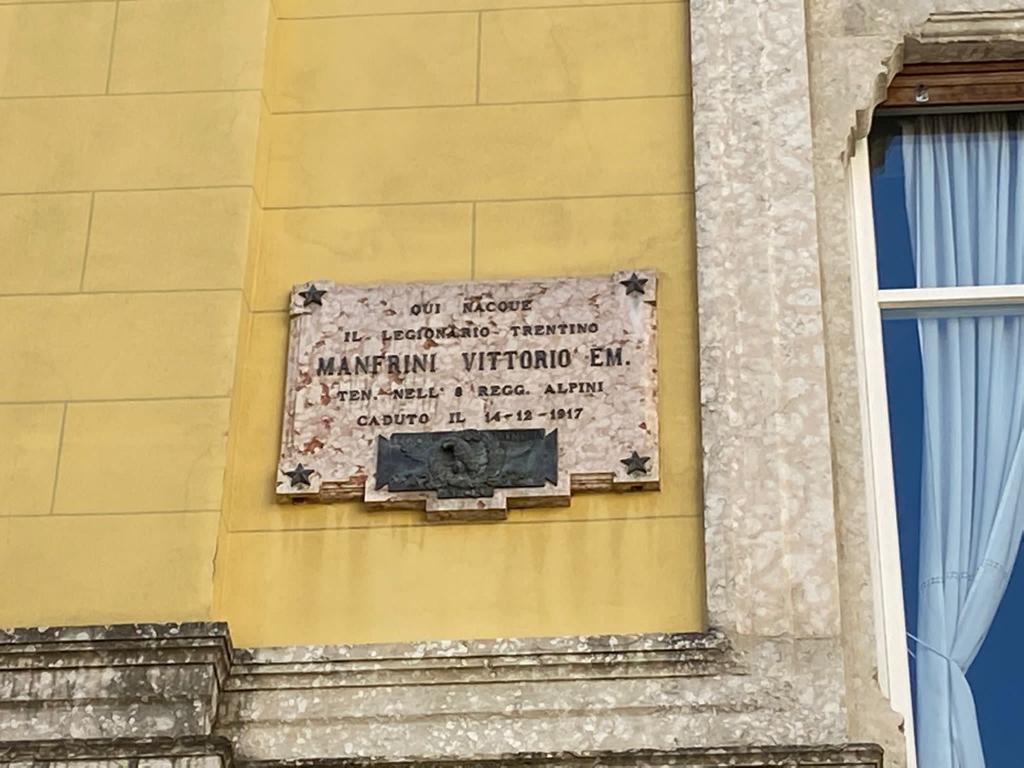 QUI NACQUE
IL LEGIONARIO TRENTINO
MANFRINI VITTORIO EM.
TEN. NELL' 8 REGG. ALPINI
CADUTO IL 14-12-1917